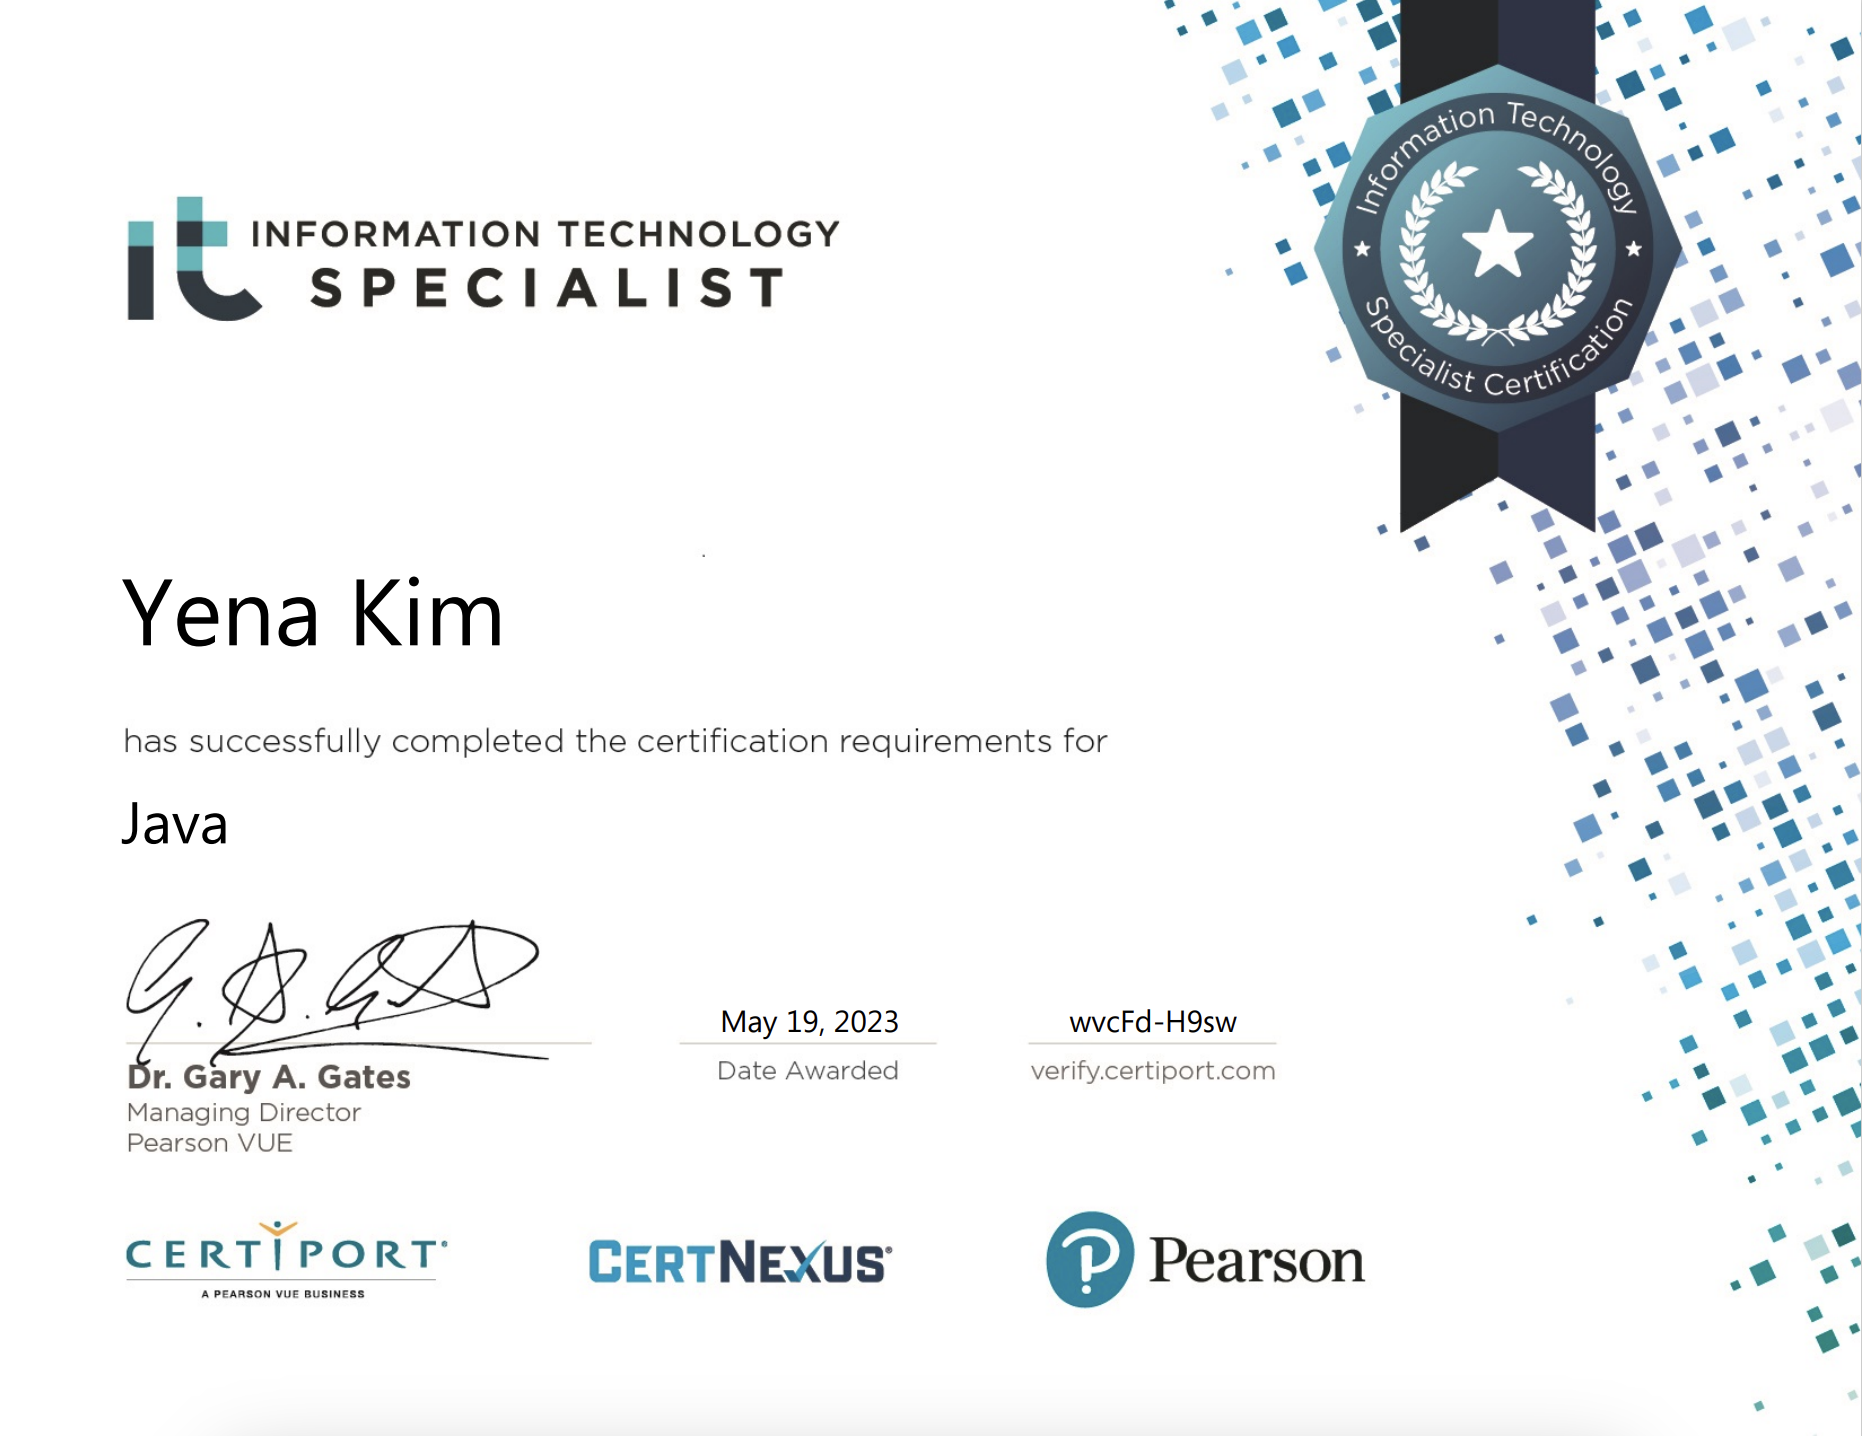 it INFORMATION TECHNOLOGY
SPECIALIST
Information Technology
Specialist Certification
Yena Kim
has successfully completed the certification requirements for
Java
G. A. Gates
Dr. Gary A. Gates
Managing Director
Pearson VUE
May 19, 2023
Date Awarded
wvcFd-H9sw
verify.certiport.com
CERTIPORT®
A PEARSON VUE BUSINESS
CERTNEXUS®
P Pearson